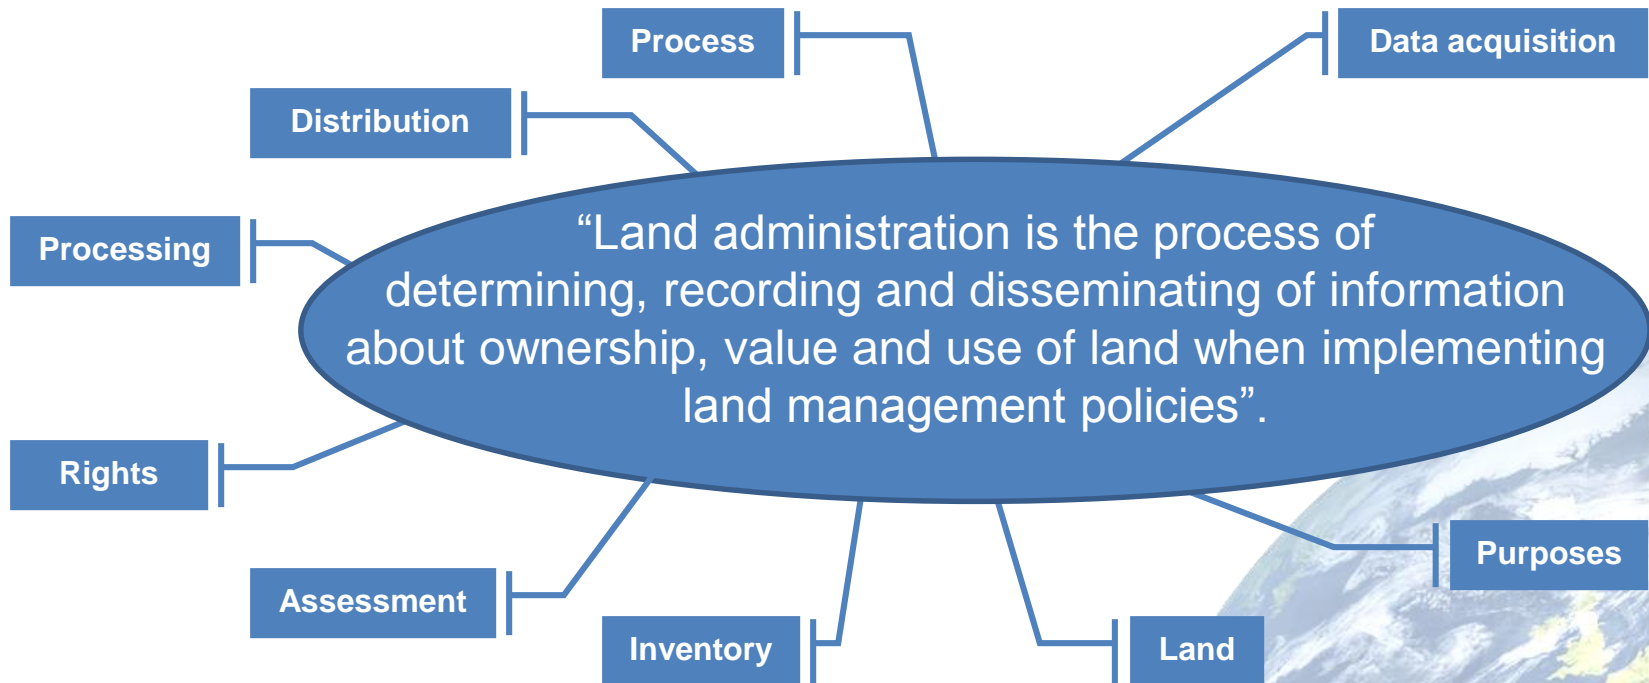 Process
Data acquisition
Distribution
Processing
“Land administration is the process of
determining, recording and disseminating of information
about ownership, value and use of land when implementing
land management policies”.
Rights
Purposes
Assessment
Inventory
Land